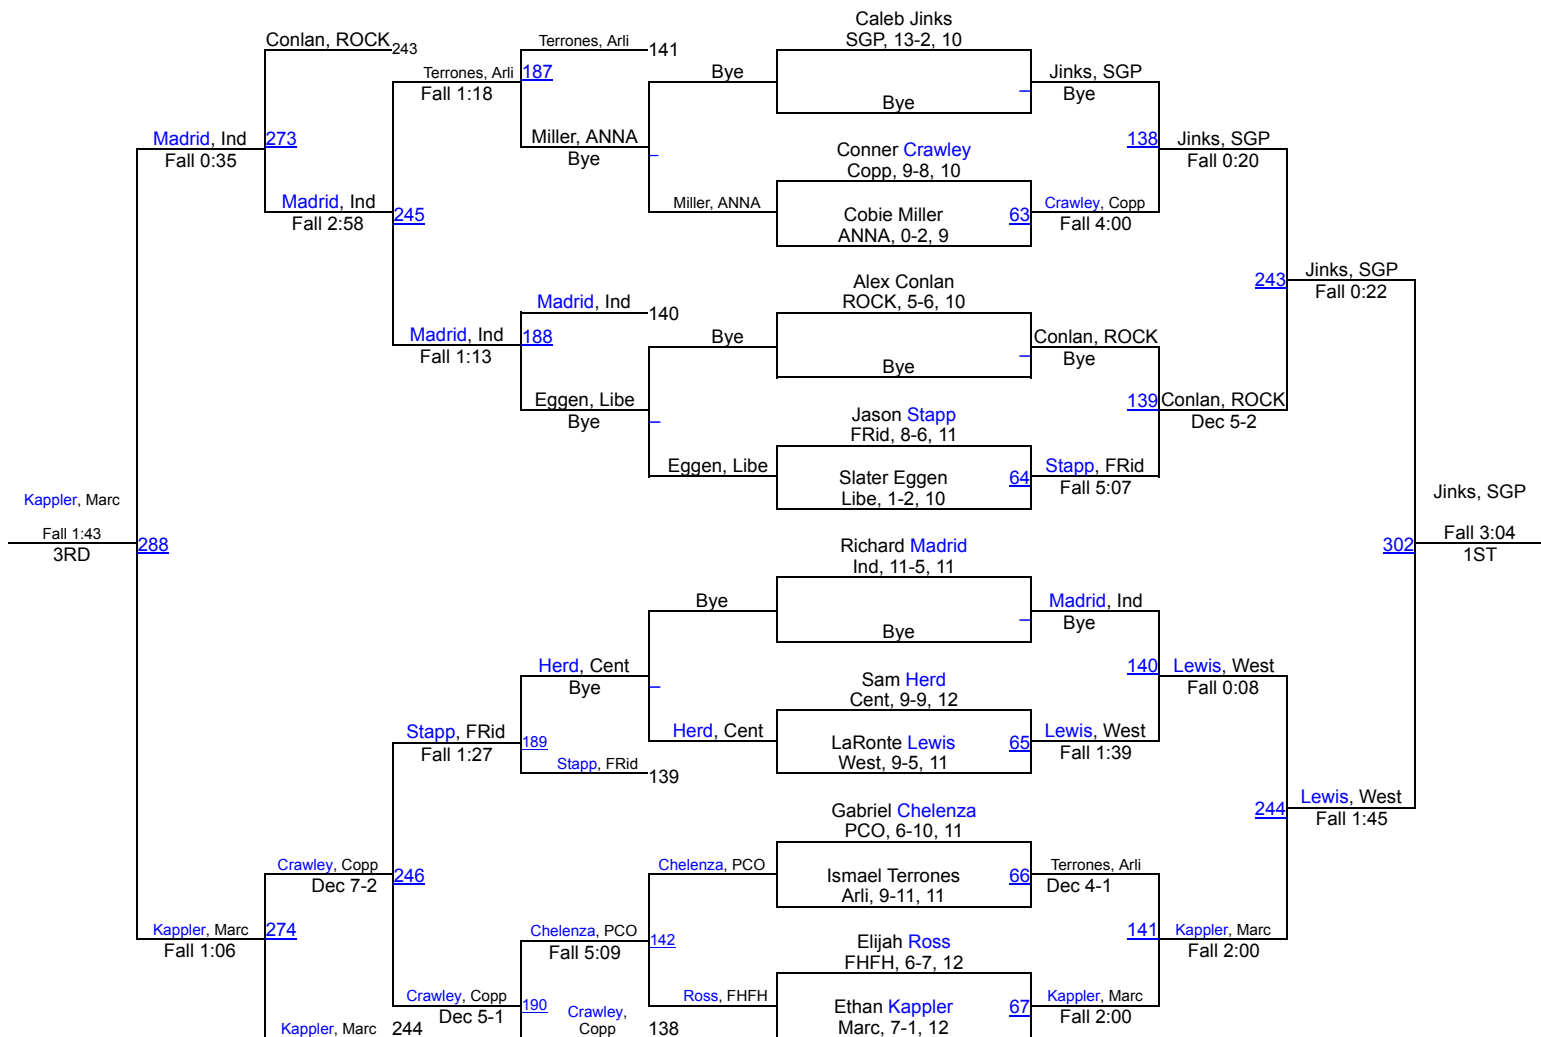 Caleb Jinks
SGP, 13-2, 10
Conlan, ROCK
243
Terrones, Arli
141
Terrones, Arli
187
Fall 1:18
Bye
Jinks, SGP
Bye
Bye
Miller, ANNA
Bye
Madrid, Ind
273
Fall 0:35
138
Jinks, SGP
Fall 0:20
Conner Crawley
Copp, 9-8, 10
Miller, ANNA
Cobie Miller
ANNA, 0-2, 9
63
Crawley, Copp
Fall 4:00
Madrid, Ind
245
Fall 2:58
243
Jinks, SGP
Fall 0:22
Alex Conlan
ROCK, 5-6, 10
Madrid, Ind
140
Madrid, Ind
188
Fall 1:13
Bye
Conlan, ROCK
Bye
Bye
Eggen, Libe
Bye
139
Conlan, ROCK
Dec 5-2
Jason Stapp
FRid, 8-6, 11
Eggen, Libe
Slater Eggen
Libe, 1-2, 10
64
Stapp, FRid
Fall 5:07
Kappler, Marc
Fall 1:43
3RD
288
Jinks, SGP
302
Fall 3:04
1ST
Richard Madrid
Ind, 11-5, 11
Bye
Madrid, Ind
Bye
Bye
Herd, Cent
Bye
140
Lewis, West
Fall 0:08
Sam Herd
Cent, 9-9, 12
Stapp, FRid
189
Fall 1:27
Herd, Cent
LaRonte Lewis
West, 9-5, 11
65
Lewis, West
Fall 1:39
Stapp, FRid
139
244
Lewis, West
Fall 1:45
Gabriel Chelenza
PCO, 6-10, 11
Crawley, Copp
246
Dec 7-2
Chelenza, PCO
Ismael Terrones
Arli, 9-11, 11
66
Terrones, Arli
Dec 4-1
Kappler, Marc
274
Fall 1:06
Chelenza, PCO
142
Fall 5:09
141
Kappler, Marc
Fall 2:00
Elijah Ross
FHFH, 6-7, 12
Crawley, Copp
190
Dec 5-1
Ross, FHFH
Ethan Kappler
Marc, 7-1, 12
67
Kappler, Marc
Fall 2:00
Kappler, Marc
244
Crawley,
Copp
138